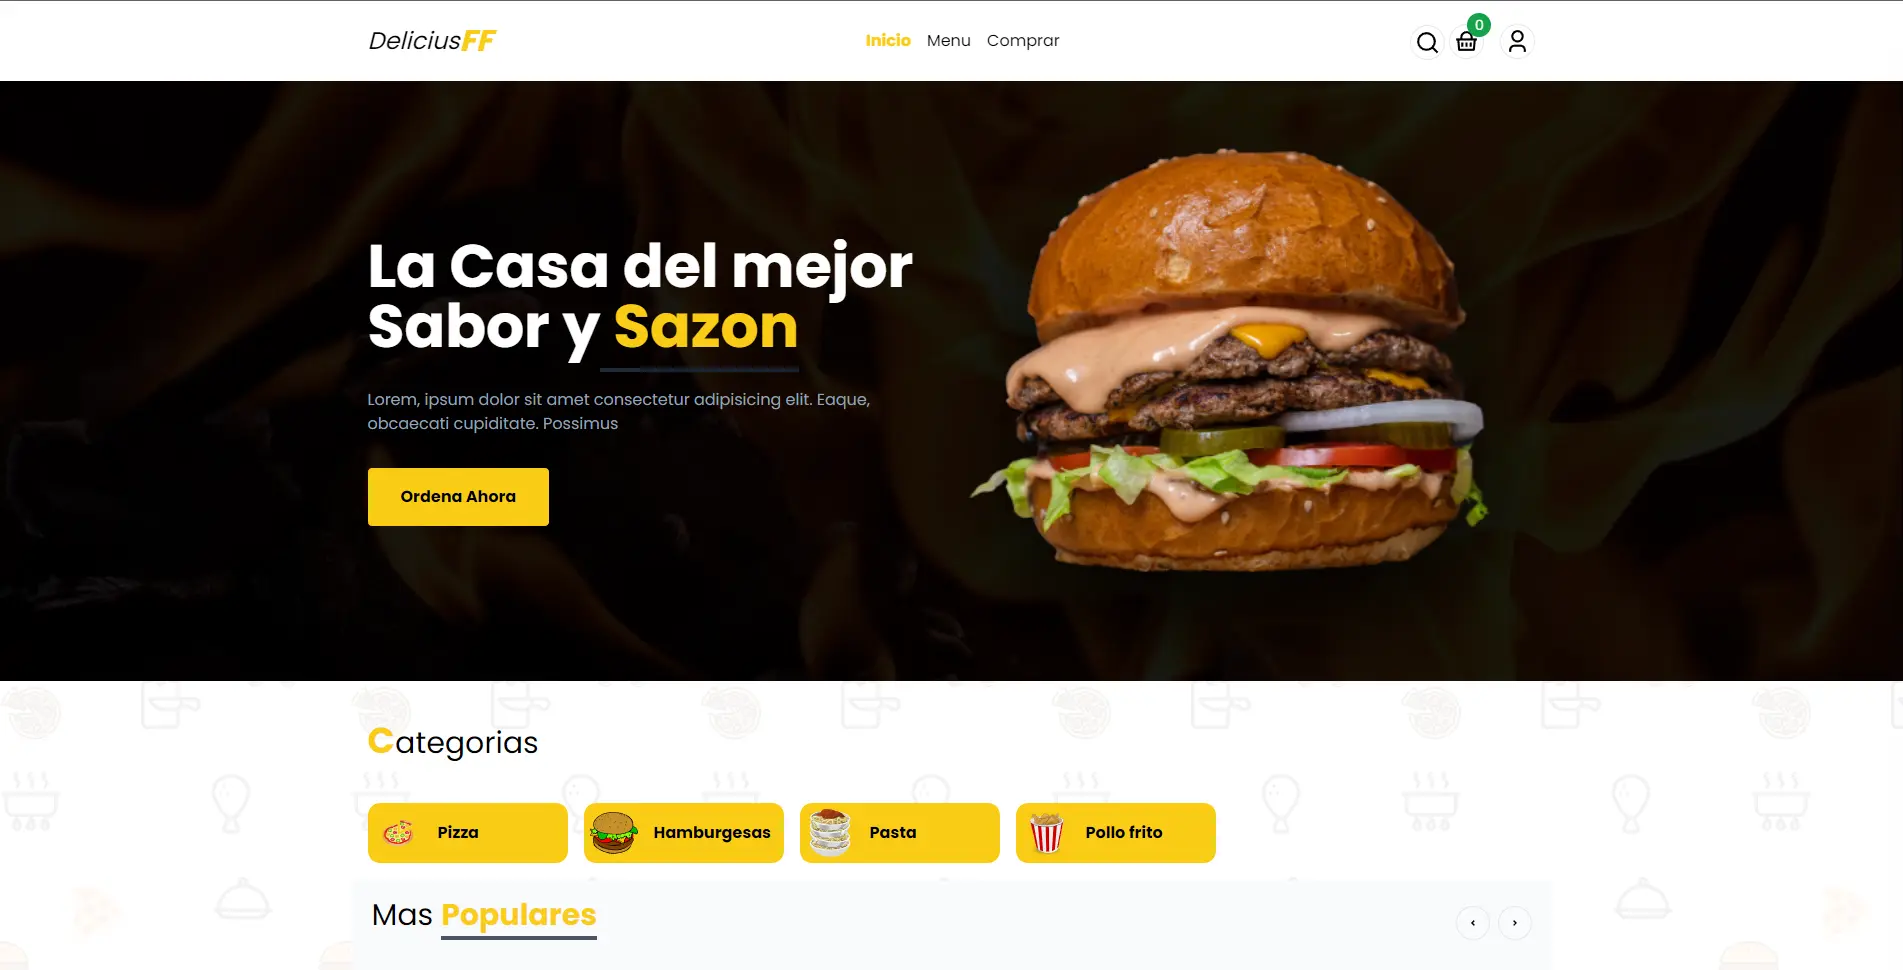 DeliciusFF
Inicio Menu Comprar
0
La Casa del mejor
Sabor y Sazon
Lorem, ipsum dolor sit amet consectetur adipisicing elit. Eaque,
obcaecati cupiditate. Possimus
Ordena Ahora
Categorias
Pizza
Hamburgesas
Pasta
Pollo frito
Mas Populares